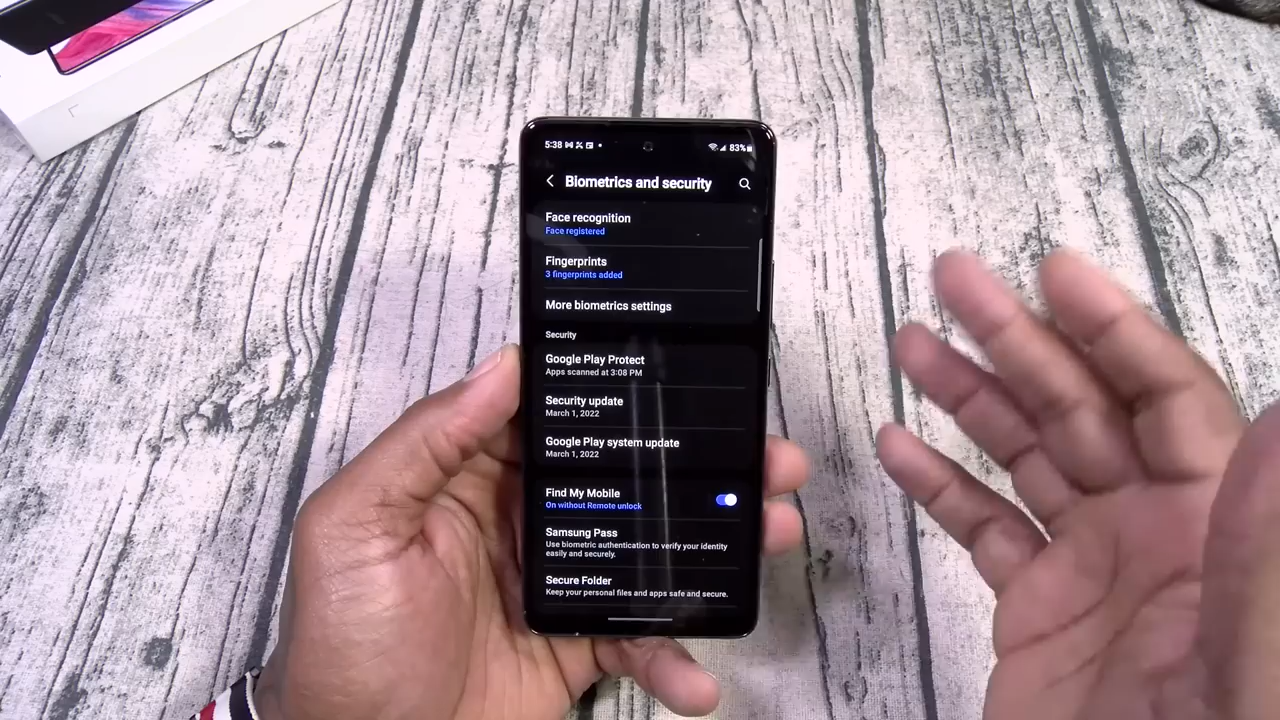 5:38
83%
Biometrics and security
Face recognition
Face registered
Fingerprints
3 fingerprints added
More biometrics settings
Security
Google Play Protect
Apps scanned at 3:08 PM
Security update
March 1, 2022
Google Play system update
March 1, 2022
Find My Mobile
On without Remote unlock
Samsung Pass
Use biometric authentication to verify your identity
easily and securely.
Secure Folder
Keep your personal files and apps safe and secure.